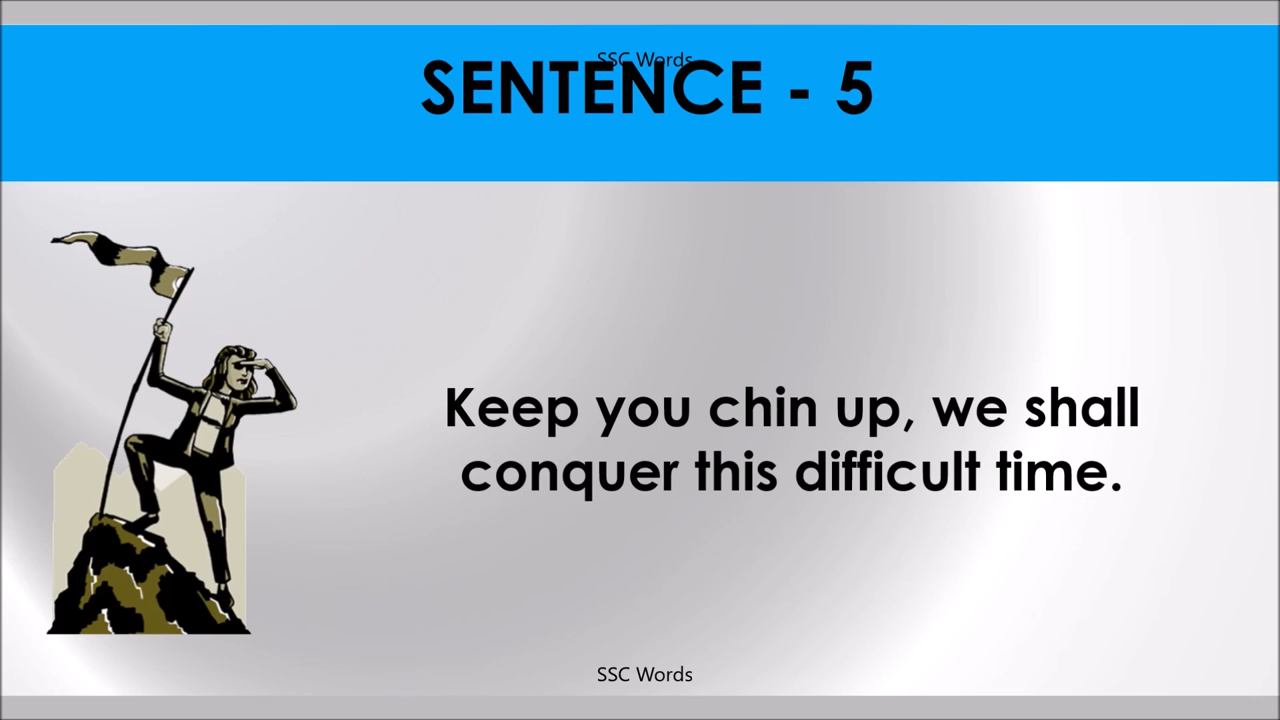 SSC Words
SENTENCE - 5
Keep you chin up, we shall
conquer this difficult time.
SSC Words